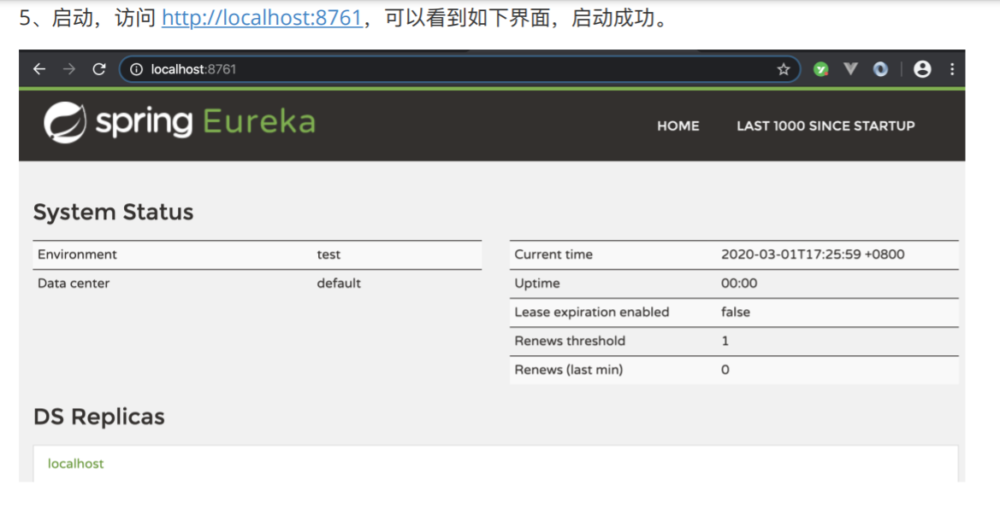 5、启动，访问 http://localhost:8761，可以看到如下界面，启动成功。
localhost:8761
spring Eureka
HOME LAST 1000 SINCE STARTUP
System Status
Environment test
Data center default
Current time 2020-03-01T17:25:59 +0800
Uptime 00:00
Lease expiration enabled false
Renews threshold 1
Renews (last min) 0
DS Replicas
localhost